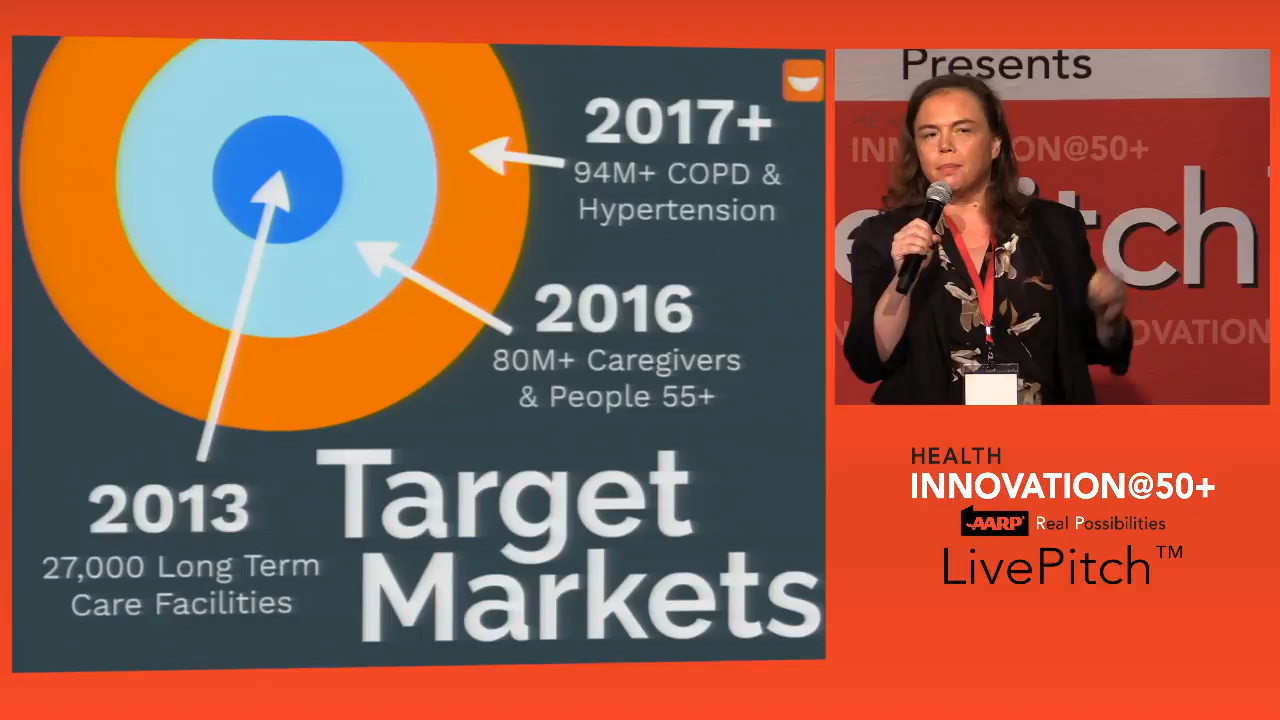 2017+
94M+ COPD &
Hypertension
2016
80M+ Caregivers
& People 55+
2013
27,000 Long Term
Care Facilities
Target
Markets
Presents
INNOVATION@50+
HEALTH
INNOVATION@50+
AARP Real Possibilities
LivePitch™